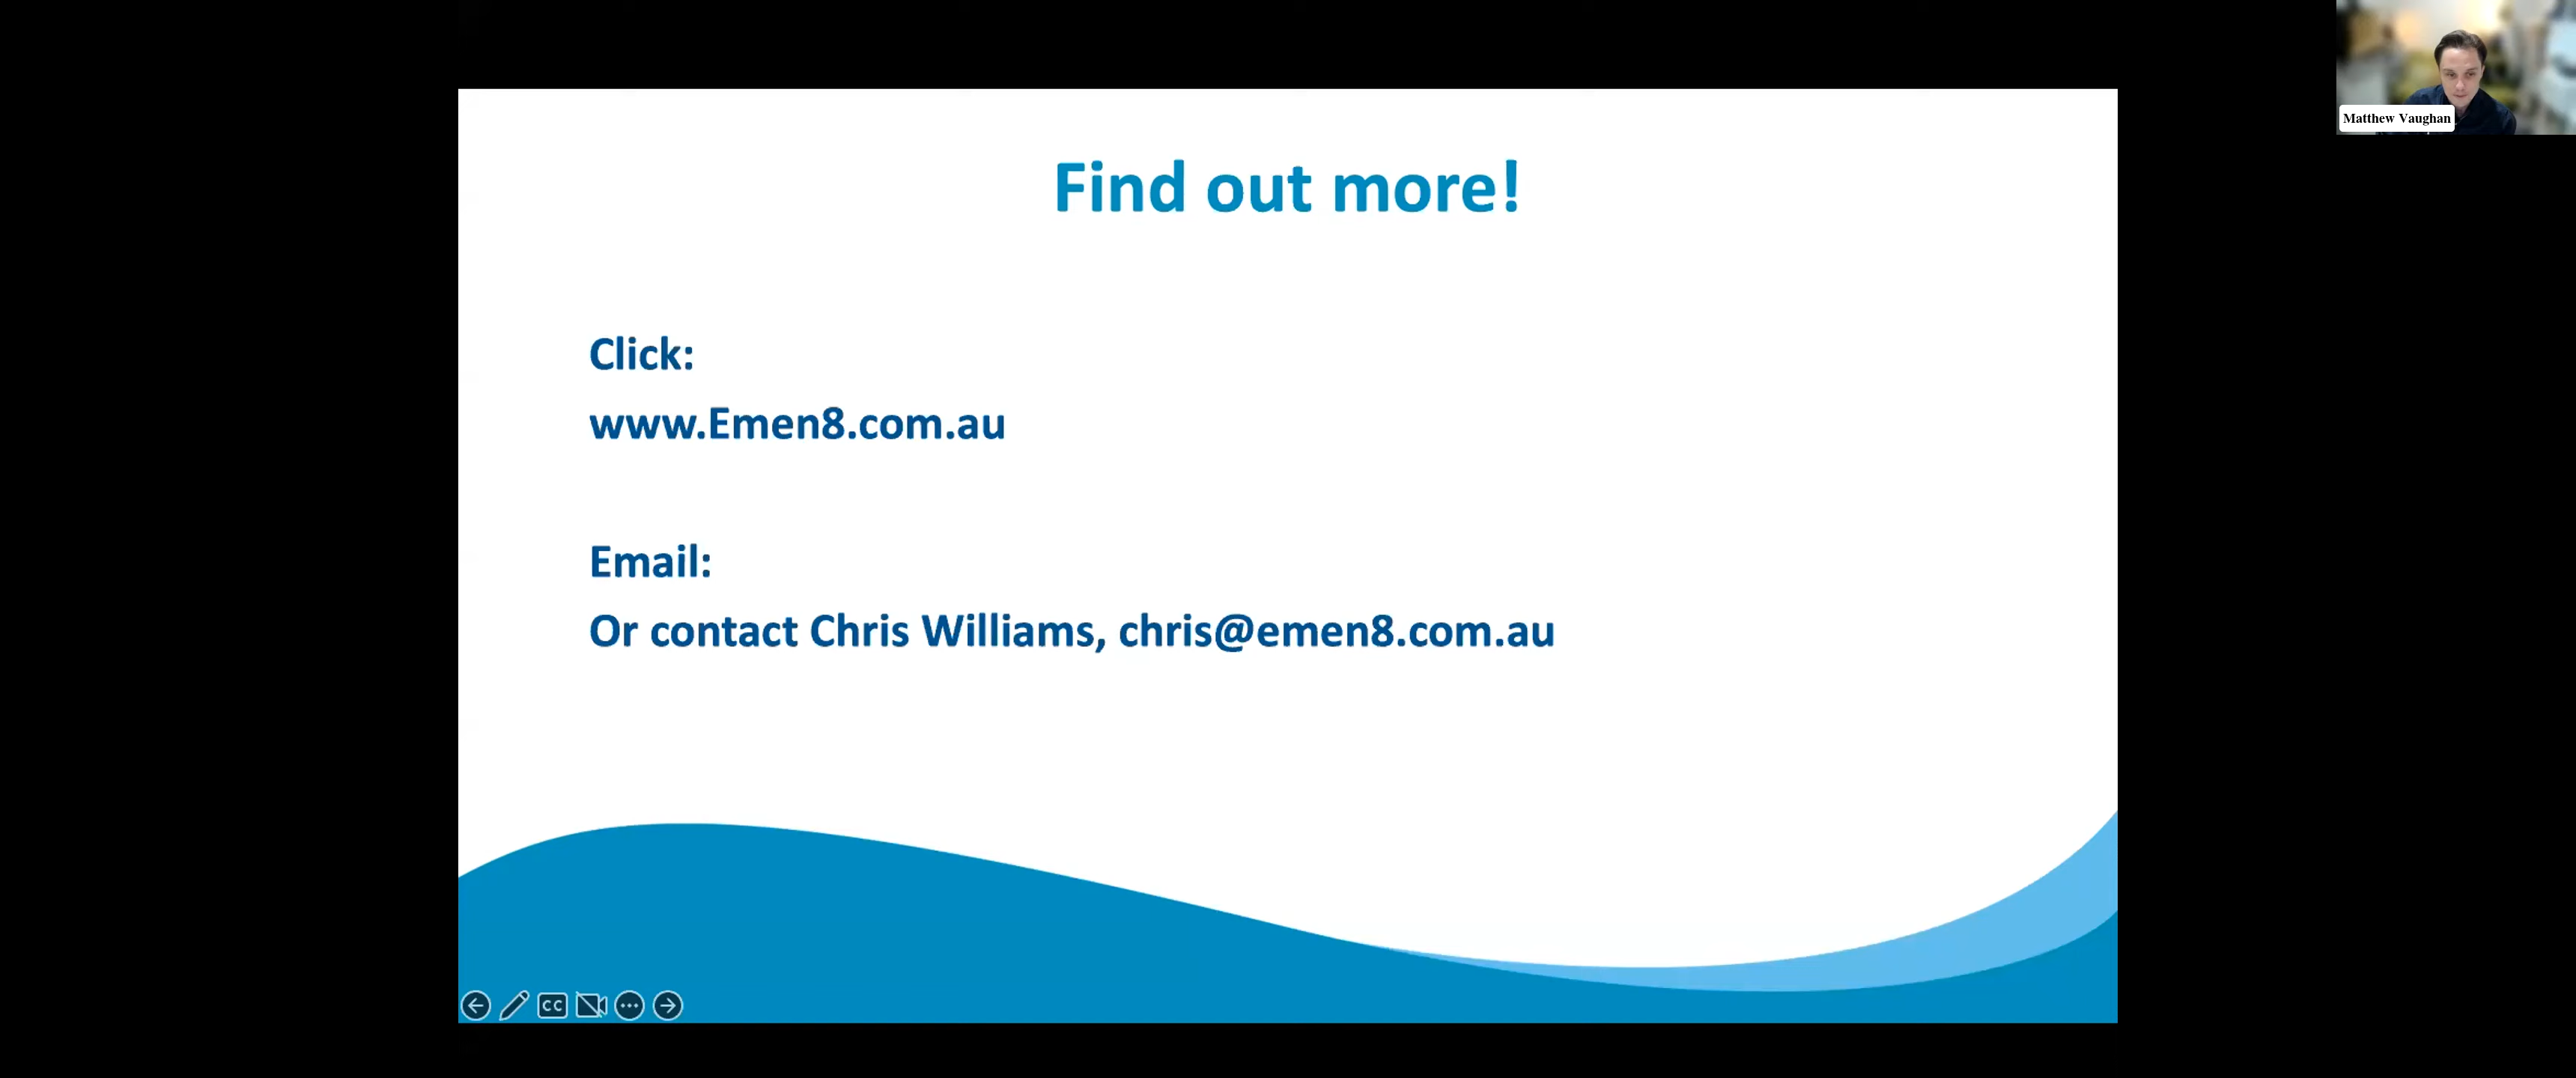 Find out more!
Click:
www.Emen8.com.au
Email:
Or contact Chris Williams, chris@emen8.com.au
Matthew Vaughan
CC